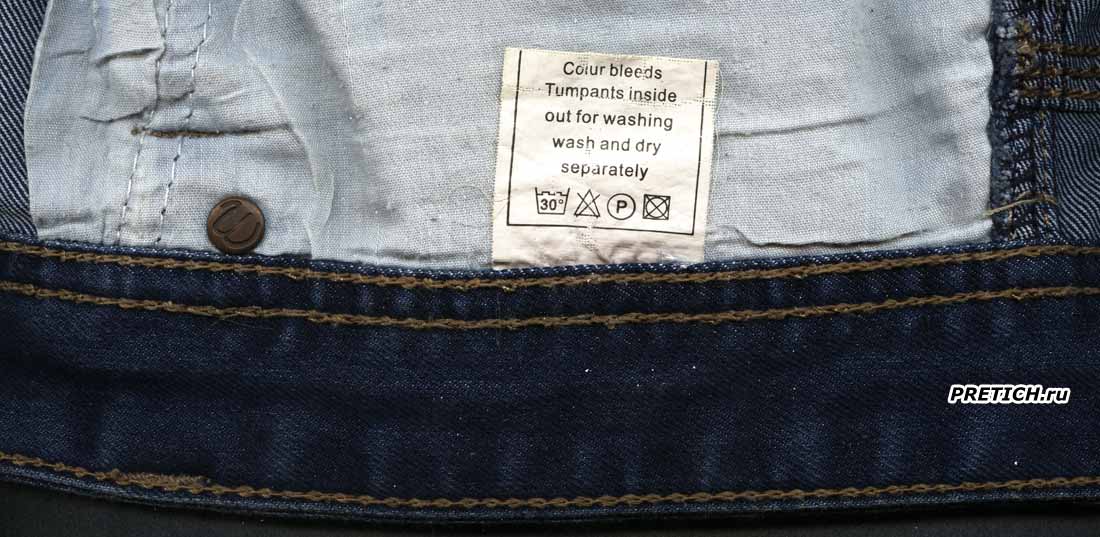 Colur bleeds
Tumpants inside
out for washing
wash and dry
separately
30°
P
PRETICH.ru